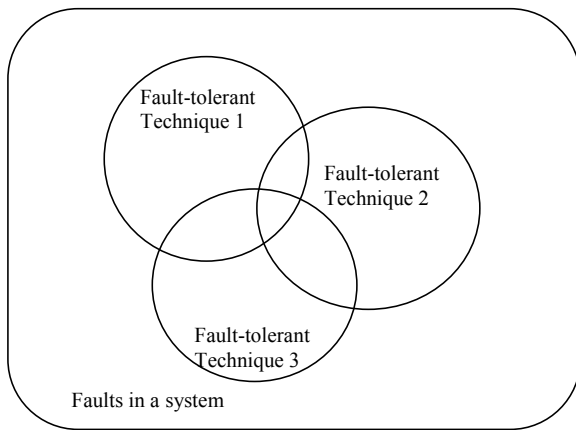 Fault-tolerant
Technique 1
Fault-tolerant
Technique 2
Fault-tolerant
Technique 3
Faults in a system